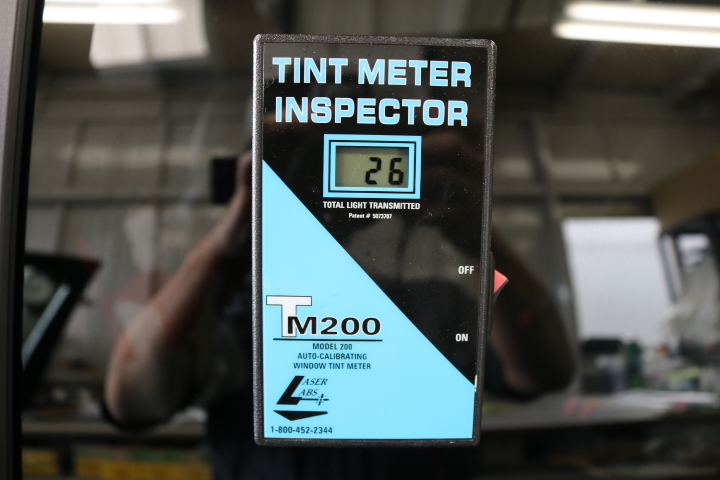 TINT METER
INSPECTOR
26
TOTAL LIGHT TRANSMITTED
Patent # 5073707
OFF
ON
TM200
MODEL 200
AUTO-CALIBRATING
WINDOW TINT METER
LASER
LABS
1-800-452-2344